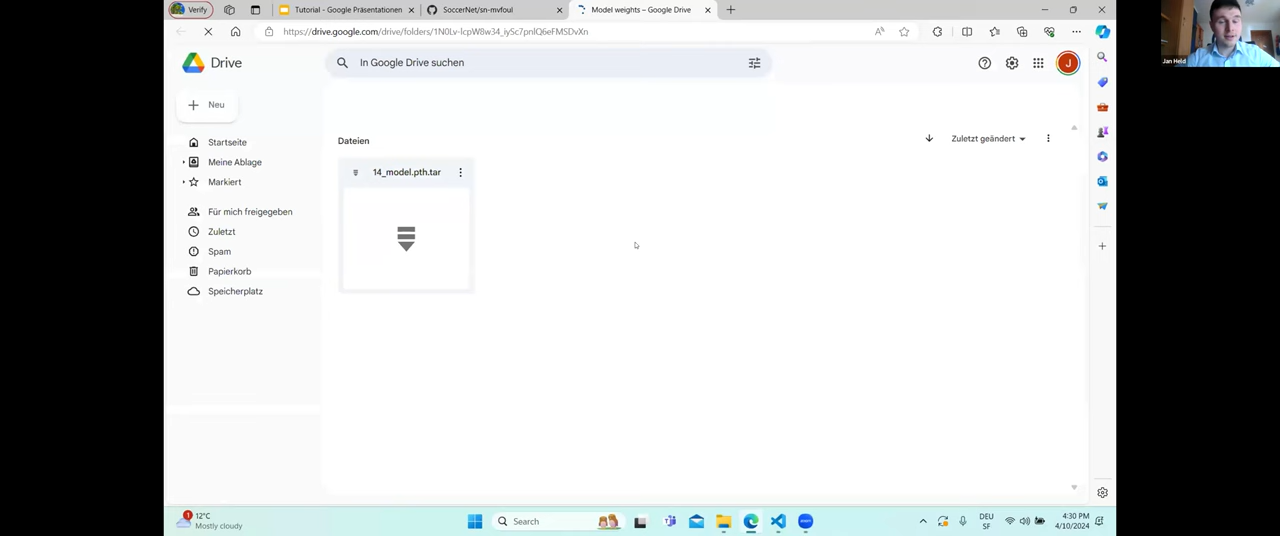 Verify
Tutorial - Google Präsentationen
SoccerNet/sn-mvfoul
Model weights – Google Drive
https://drive.google.com/drive/folders/1N0Lv-lcpW8w34_iySc7pnlQ6eFMSDvXn
Jan Held
Drive
In Google Drive suchen
J
Neu
Dateien
Zuletzt geändert
Startseite
Meine Ablage
Markiert
Für mich freigegeben
Zuletzt
Spam
Papierkorb
Speicherplatz
14_model.pth.tar
1
12°C
Mostly cloudy
Search
DEU
SF
4:30 PM
4/10/2024